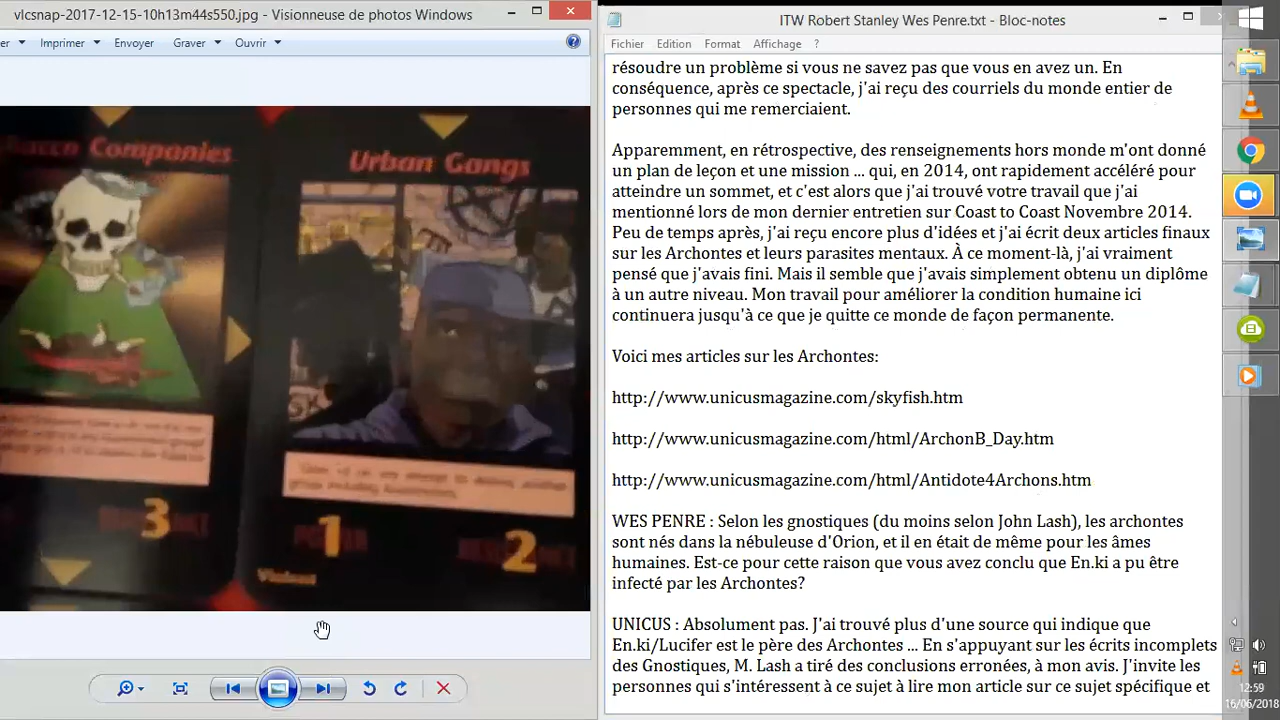 vlcsnap-2017-12-15-10h13m44s550.jpg - Visionneuse de photos Windows
Imprimer Envoyer Graver Ouvrir
Companies
Urban Gangs
3
1
2
ITW Robert Stanley Wes Penre.txt - Bloc-notes
Fichier Edition Format Affichage ?
résoudre un problème si vous ne savez pas que vous en avez un. En
conséquence, après ce spectacle, j'ai reçu des courriels du monde entier de
personnes qui me remerciaient.
Apparemment, en rétrospective, des renseignements hors monde m'ont donné
un plan de leçon et une mission ... qui, en 2014, ont rapidement accéléré pour
atteindre un sommet, et c'est alors que j'ai trouvé votre travail que j'ai
mentionné lors de mon dernier entretien sur Coast to Coast Novembre 2014.
Peu de temps après, j'ai reçu encore plus d'idées et j'ai écrit deux articles finaux
sur les Archontes et leurs parasites mentaux. À ce moment-là, j'ai vraiment
pensé que j'avais fini. Mais il semble que j'avais simplement obtenu un diplôme
à un autre niveau. Mon travail pour améliorer la condition humaine ici
continuera jusqu'à ce que je quitte ce monde de façon permanente.
Voici mes articles sur les Archontes:
http://www.unicusmagazine.com/skyfish.htm
http://www.unicusmagazine.com/html/ArchonB_Day.htm
http://www.unicusmagazine.com/html/Antidote4Archons.htm
WES PENRE : Selon les gnostiques (du moins selon John Lash), les archontes
sont nés dans la nébuleuse d'Orion, et il en était de même pour les âmes
humaines. Est-ce pour cette raison que vous avez conclu que En.ki a pu être
infecté par les Archontes?
UNICUS : Absolument pas. J'ai trouvé plus d'une source qui indique que
En.ki/Lucifer est le père des Archontes ... En s'appuyant sur les écrits incomplets
des Gnostiques, M. Lash a tiré des conclusions erronées, à mon avis. J'invite les
personnes qui s'intéressent à ce sujet à lire mon article sur ce sujet spécifique et
12:59
16/06/2018